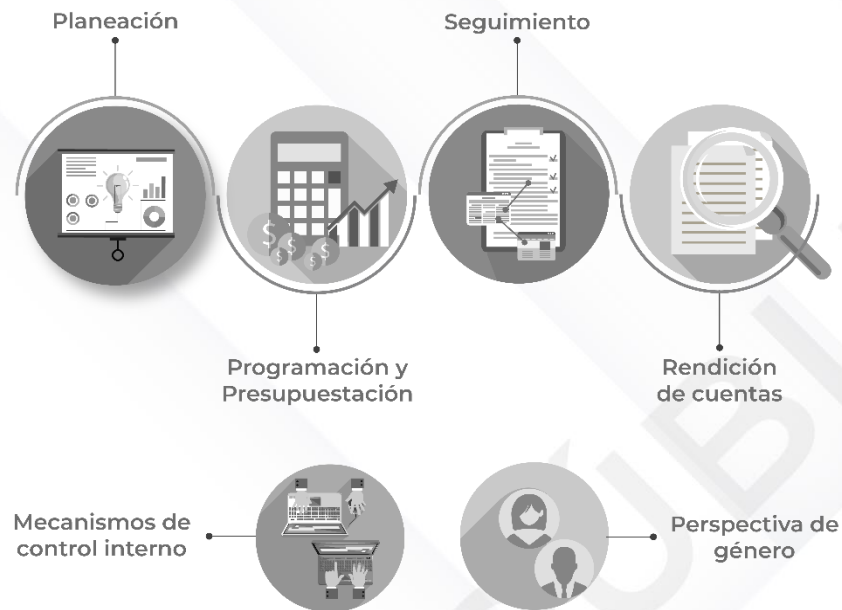 Planeación
Seguimiento
Programación y
Presupuestación
Rendición
de cuentas
Mecanismos de
control interno
Perspectiva de
género